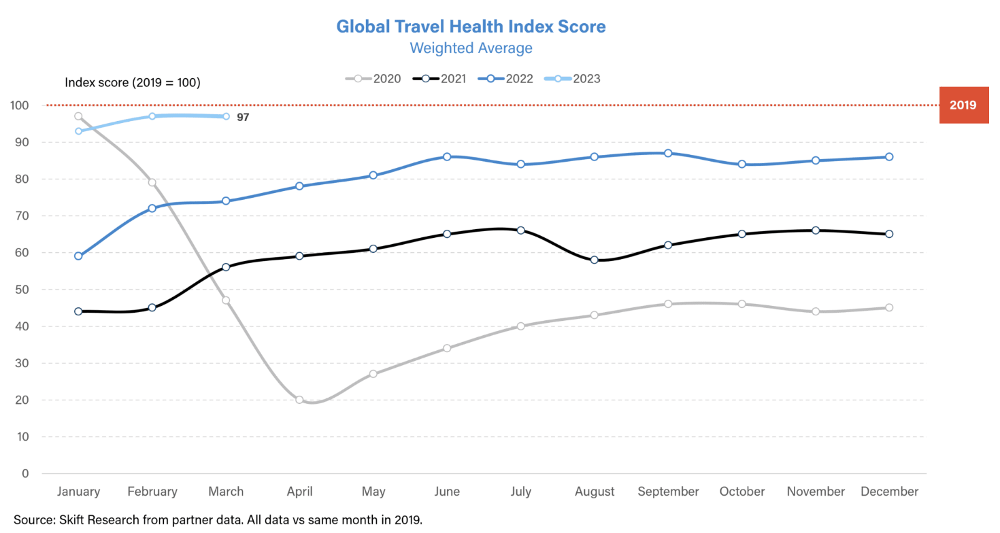 Global Travel Health Index Score
Weighted Average
2020 2021 2022 2023
Index score (2019 = 100)
100
2019
97
90
80
70
60
50
40
30
20
10
0
January February March April May June July August September October November December
Source: Skift Research from partner data. All data vs same month in 2019.